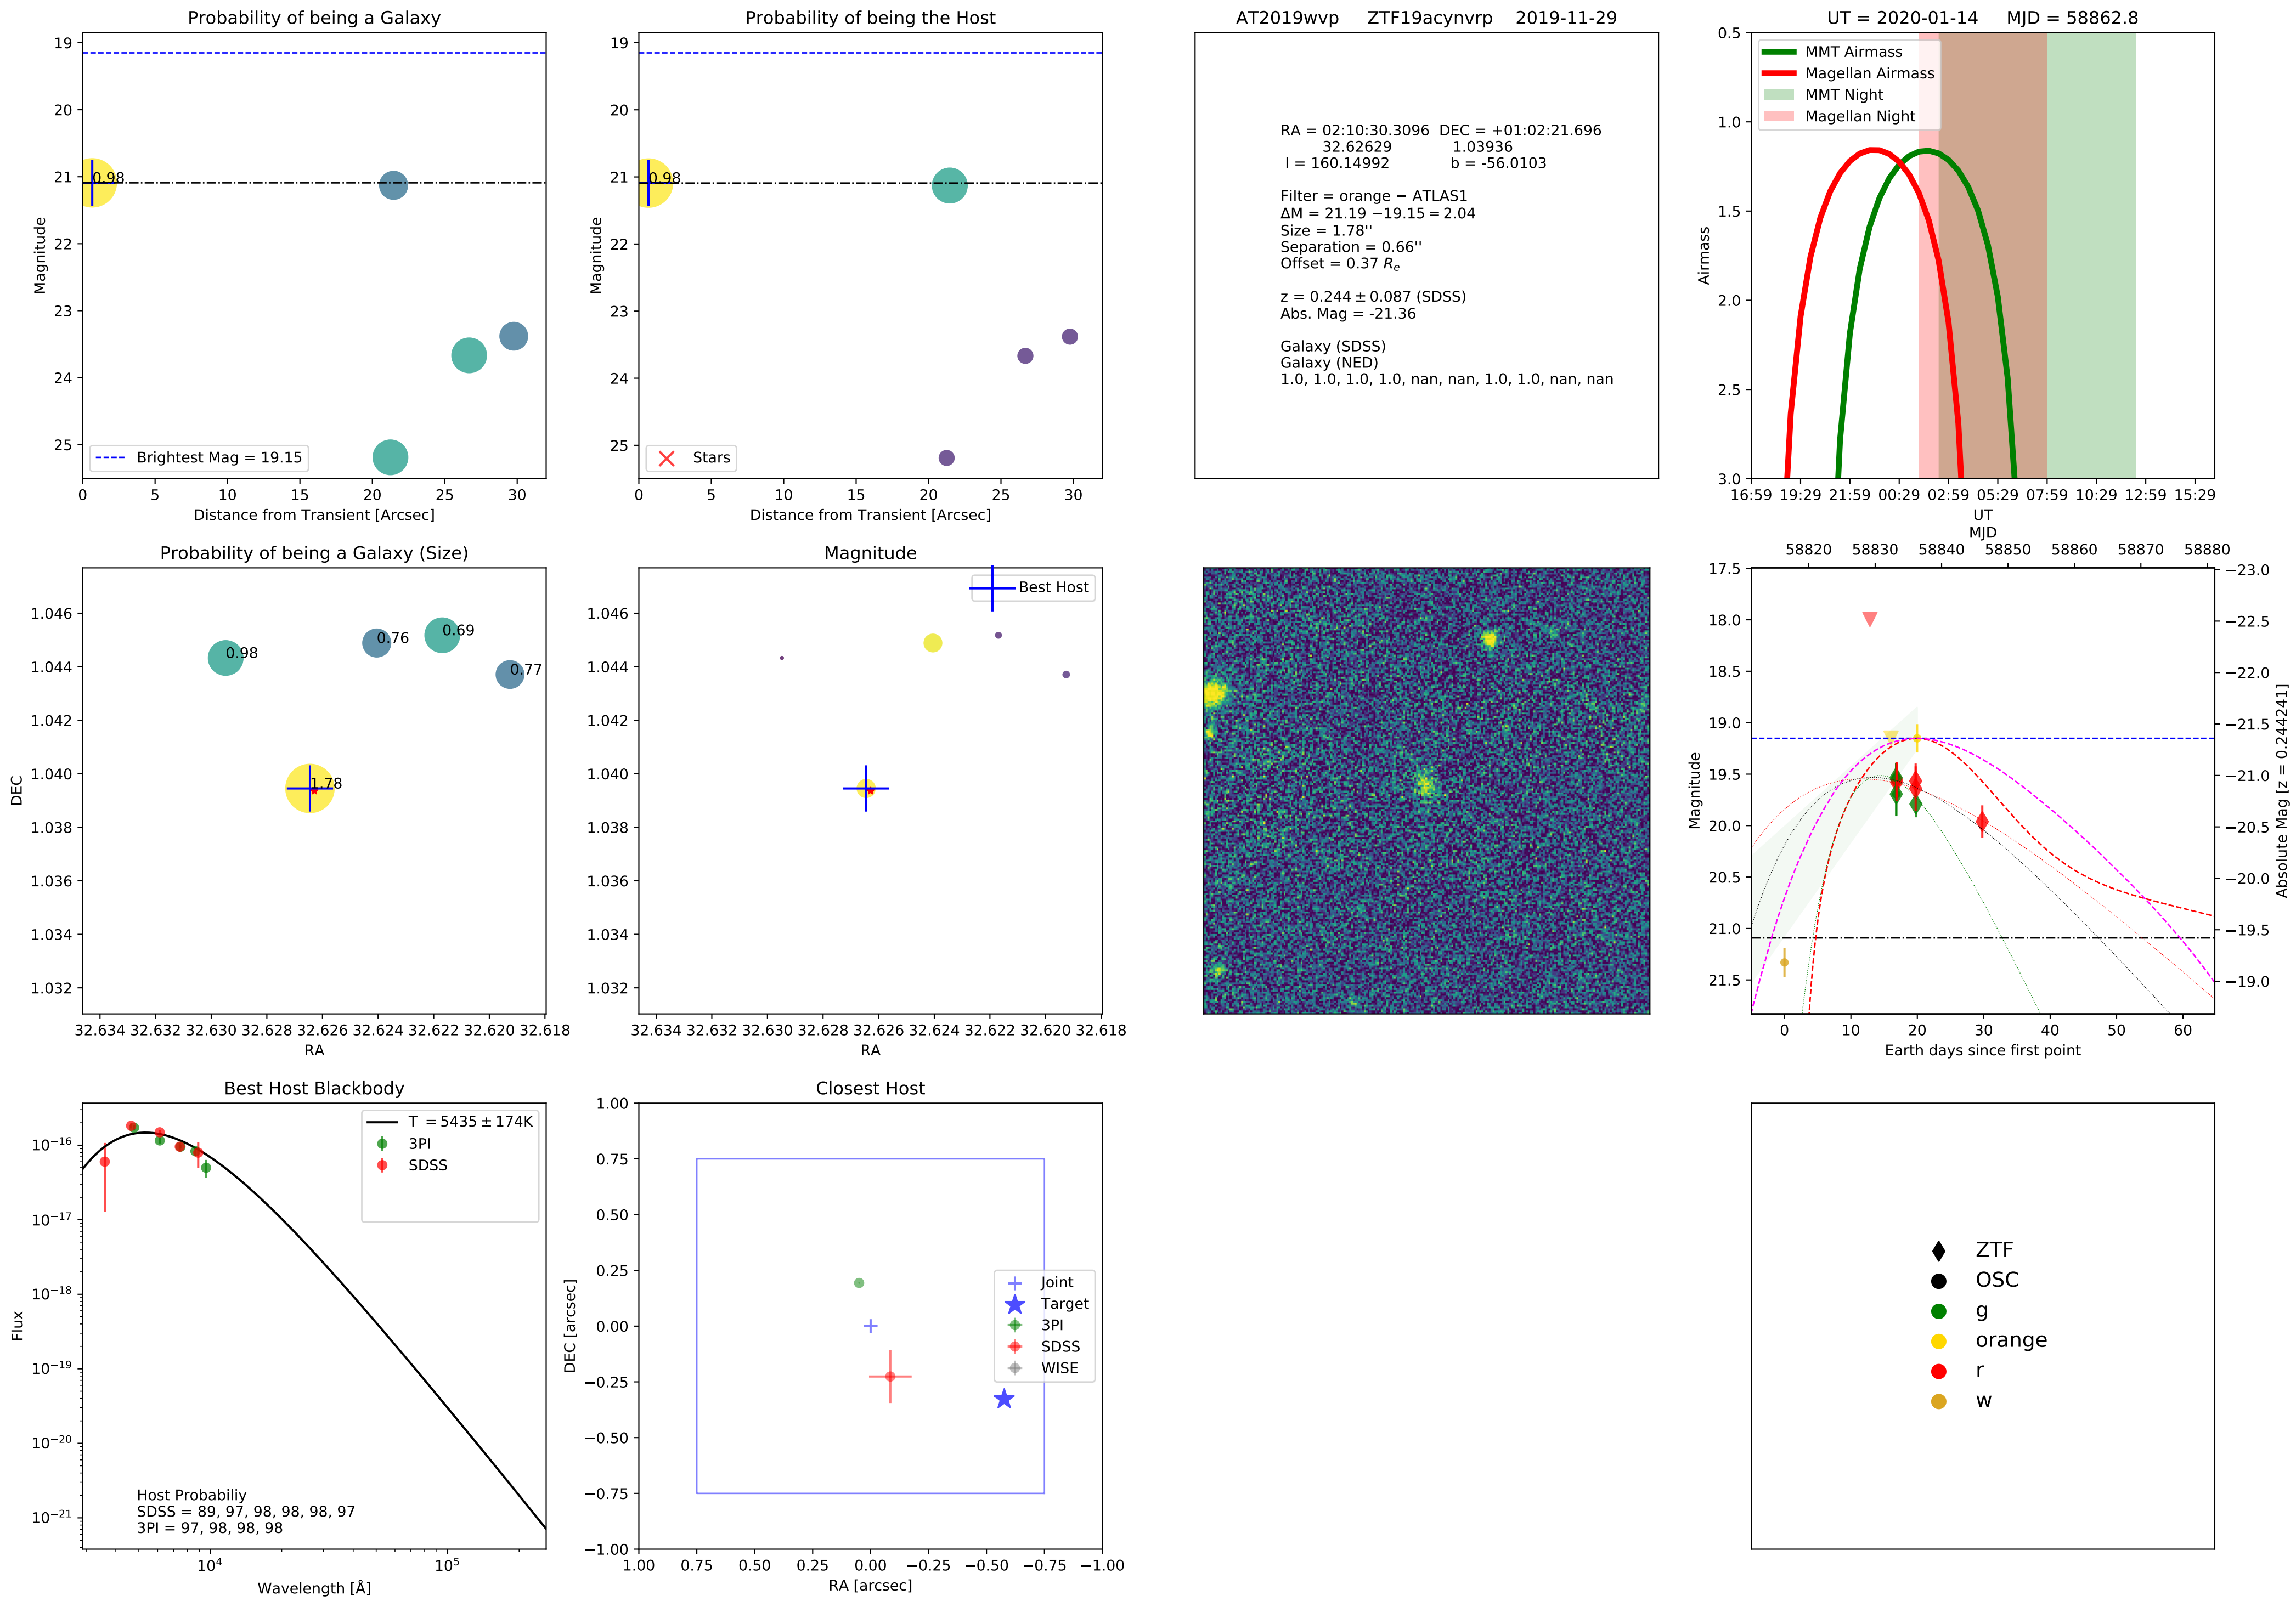 Probability of being a Galaxy
19
20
21
22
23
24
25
Magnitude
0.98
Brightest Mag = 19.15
0 5 10 15 20 25 30
Distance from Transient [Arcsec]
Probability of being the Host
19
20
21
22
23
24
25
Magnitude
0.98
Stars
0 5 10 15 20 25 30
Distance from Transient [Arcsec]
AT2019wvp ZTF19acynvrp 2019-11-29
RA = 02:10:30.3096 DEC = +01:02:21.696
32.62629 1.03936
l = 160.14992 b = -56.0103
Filter = orange − ATLAS1
ΔM = 21.19 −19.15 = 2.04
Size = 1.78''
Separation = 0.66''
Offset = 0.37 Re
z = 0.244 ± 0.087 (SDSS)
Abs. Mag = -21.36
Galaxy (SDSS)
Galaxy (NED)
1.0, 1.0, 1.0, 1.0, nan, nan, 1.0, 1.0, nan, nan
UT = 2020-01-14 MJD = 58862.8
0.5
1.0
1.5
2.0
2.5
3.0
Airmass
MMT Airmass
Magellan Airmass
MMT Night
Magellan Night
16:59 19:29 21:59 00:29 02:59 05:29 07:59 10:29 12:59 15:29
UT
Probability of being a Galaxy (Size)
1.046
1.044
1.042
1.040
1.038
1.036
1.034
1.032
DEC
0.98
0.76
0.69
0.77
1.78
32.634 32.632 32.630 32.628 32.626 32.624 32.622 32.620 32.618
RA
Magnitude
Best Host
1.046
1.044
1.042
1.040
1.038
1.036
1.034
1.032
32.634 32.632 32.630 32.628 32.626 32.624 32.622 32.620 32.618
RA
MJD
58820 58830 58840 58850 58860 58870 58880
17.5
18.0
18.5
19.0
19.5
20.0
20.5
21.0
21.5
Magnitude
−23.0
−22.5
−22.0
−21.5
−21.0
−20.5
−20.0
−19.5
−19.0
Absolute Mag [z = 0.244241]
0 10 20 30 40 50 60
Earth days since first point
Best Host Blackbody
10−16
10−17
10−18
10−19
10−20
10−21
Flux
T = 5435 ± 174K
3PI
SDSS
Host Probabiliy
SDSS = 89, 97, 98, 98, 98, 97
3PI = 97, 98, 98, 98
104 105
Wavelength [Å]
Closest Host
1.00
0.75
0.50
0.25
0.00
−0.25
−0.50
−0.75
−1.00
DEC [arcsec]
Joint
Target
3PI
SDSS
WISE
1.00 0.75 0.50 0.25 0.00 −0.25 −0.50 −0.75 −1.00
RA [arcsec]
ZTF
OSC
g
orange
r
w